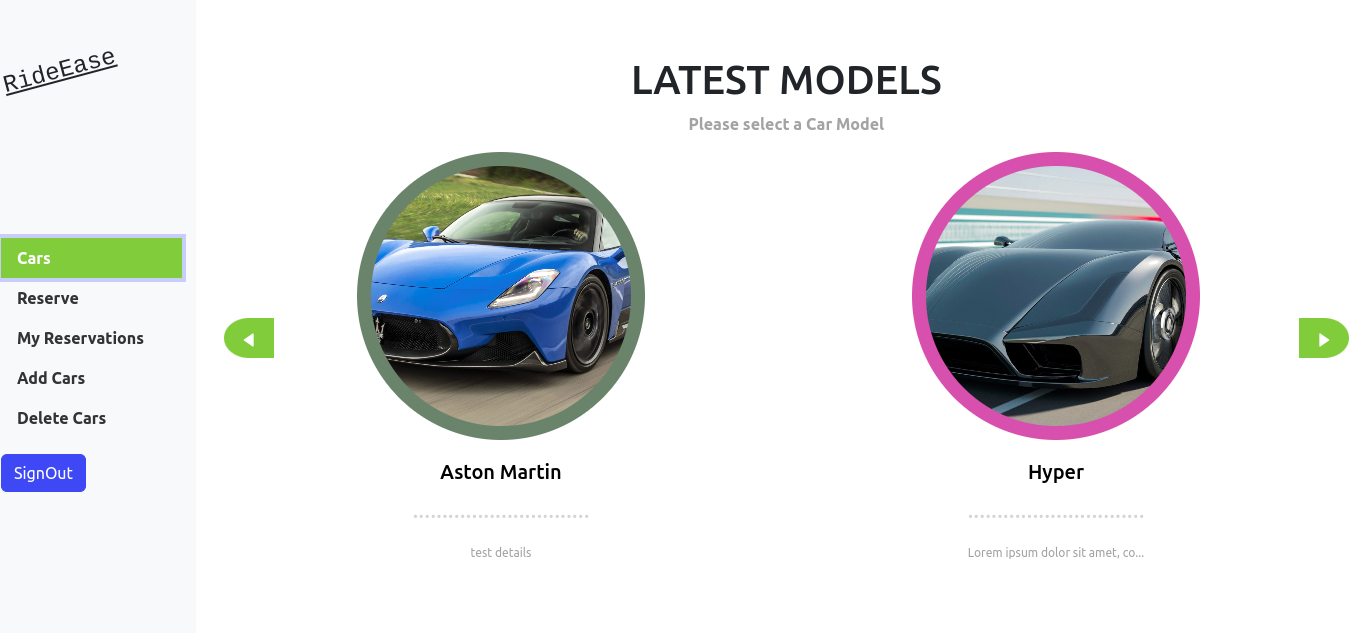 RideEase
Cars
Reserve
My Reservations
Add Cars
Delete Cars
SignOut
LATEST MODELS
Please select a Car Model
Aston Martin
test details
Hyper
Lorem ipsum dolor sit amet, co...